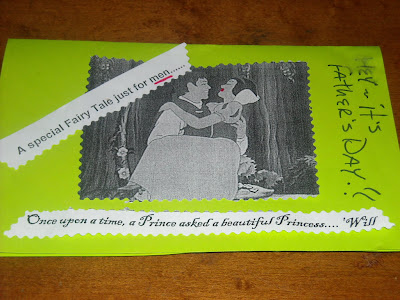 A special Fairy Tale just for men......
HEY~ it's
FATHER'S
DAY!!
Once upon a time, a Prince asked a beautiful Princess.... 'Will